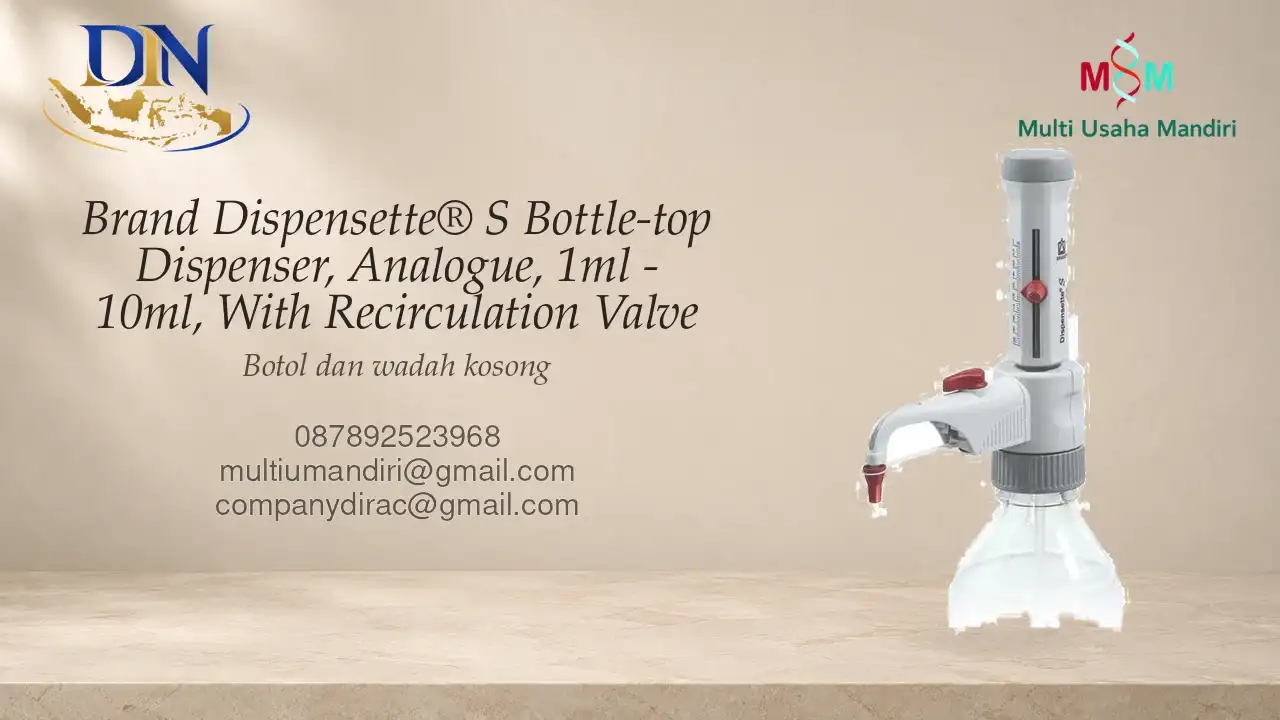 DIN
MSM
Multi Usaha Mandiri
Brand Dispensette® S Bottle-top
Dispenser, Analogue, 1ml -
10ml, With Recirculation Valve
Botol dan wadah kosong
087892523968
multiumandiri@gmail.com
companydirac@gmail.com
Dispensette® S